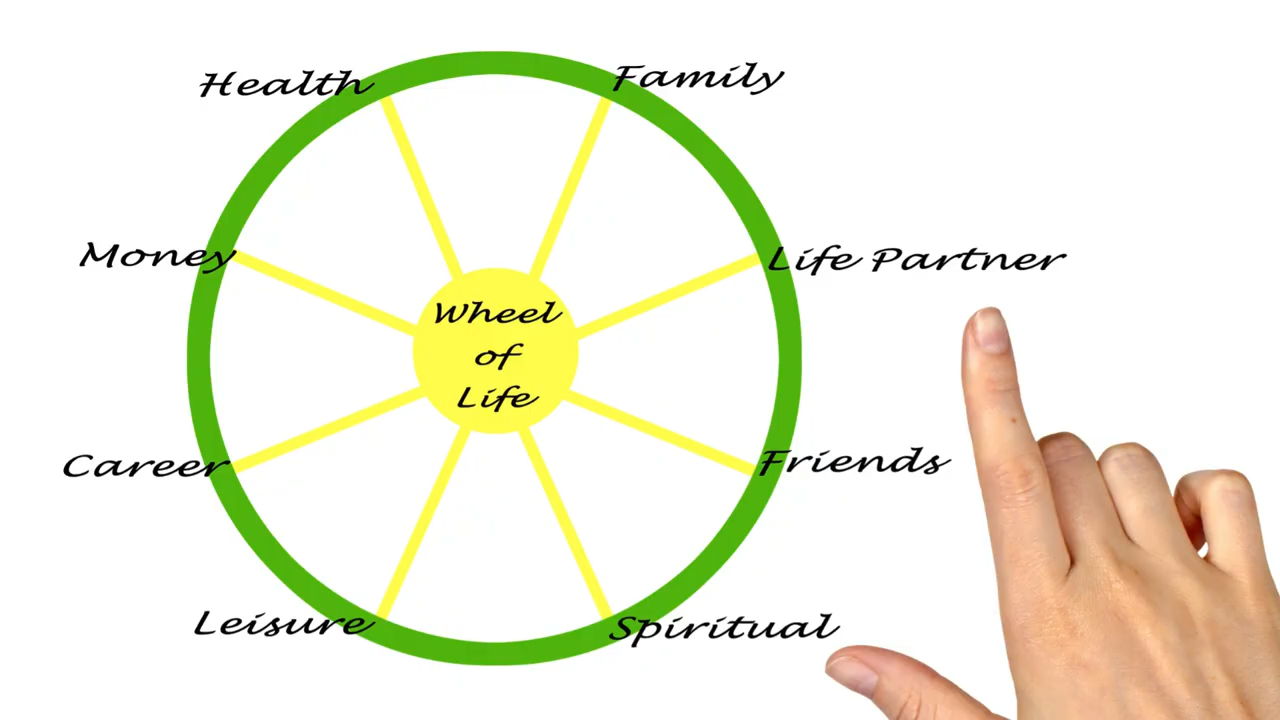 Health
Family
Money
Life Partner
Wheel
of
Life
Career
Friends
Leisure
Spiritual